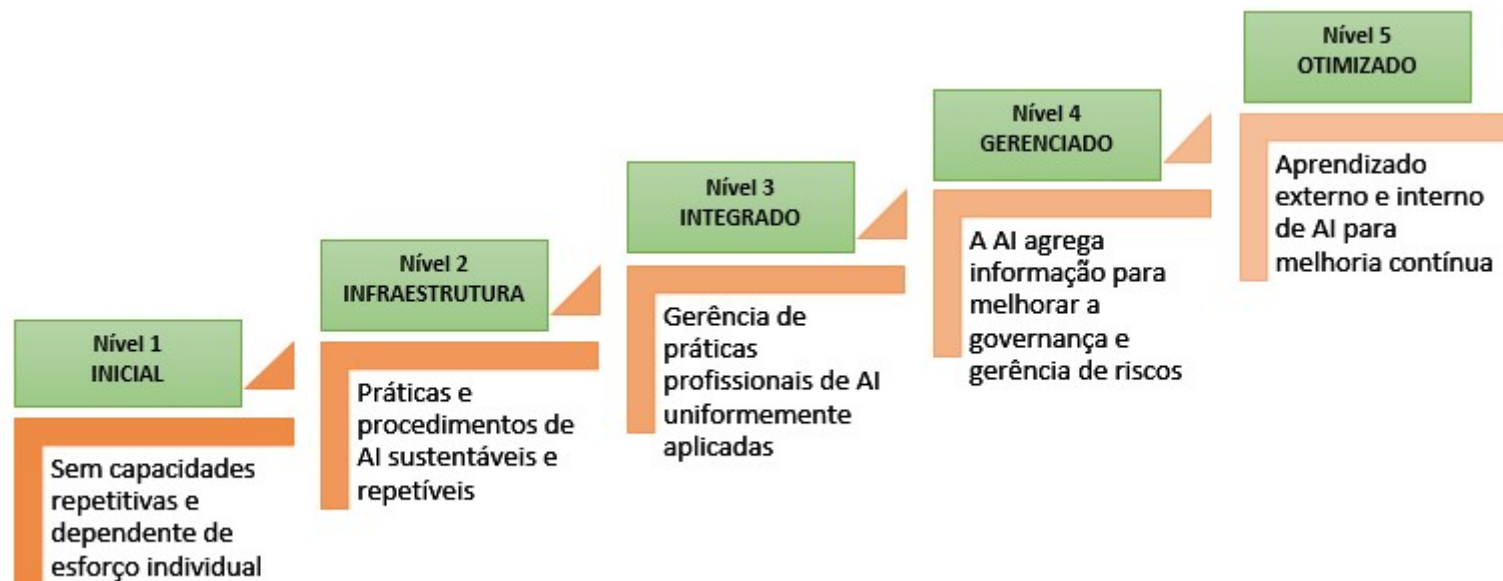 Nível 1
INICIAL
Sem capacidades
repetitivas e
dependente de
esforço individual
Nível 2
INFRAESTRUTURA
Práticas e
procedimentos de
AI sustentáveis e
repetíveis
Nível 3
INTEGRADO
Gerência de
práticas
profissionais de AI
uniformemente
aplicadas
Nível 4
GERENCIADO
A AI agrega
informação para
melhorar a
governança e
gerência de riscos
Nível 5
OTIMIZADO
Aprendizado
externo e interno
de AI para
melhoria contínua